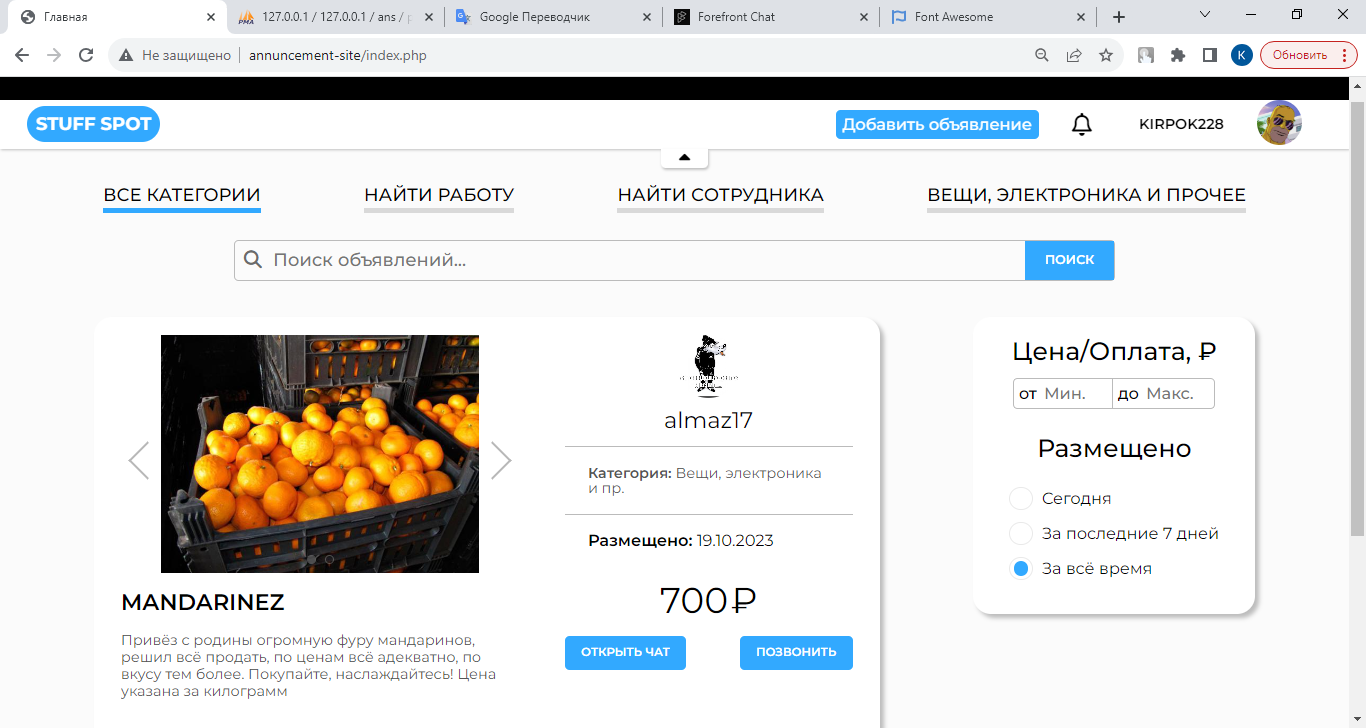 Главная
127.0.0.1 / 127.0.0.1 / ans / p
Google Переводчик
Forefront Chat
Font Awesome
Не защищено
annuncement-site/index.php
K
Обновить
STUFF SPOT
Добавить объявление
KIRPOK228
ВСЕ КАТЕГОРИИ
НАЙТИ РАБОТУ
НАЙТИ СОТРУДНИКА
ВЕЩИ, ЭЛЕКТРОНИКА И ПРОЧЕЕ
Поиск объявлений...
ПОИСК
almaz17
Категория: Вещи, электроника
и пр.
Размещено: 19.10.2023
700₽
ОТКРЫТЬ ЧАТ
ПОЗВОНИТЬ
MANDARINEZ
Привёз с родины огромную фуру мандаринов,
решил всё продать, по ценам всё адекватно, по
вкусу тем более. Покупайте, наслаждайтесь! Цена
указана за килограмм
Цена/Оплата, ₽
от Мин. до Макс.
Размещено
Сегодня
За последние 7 дней
За всё время